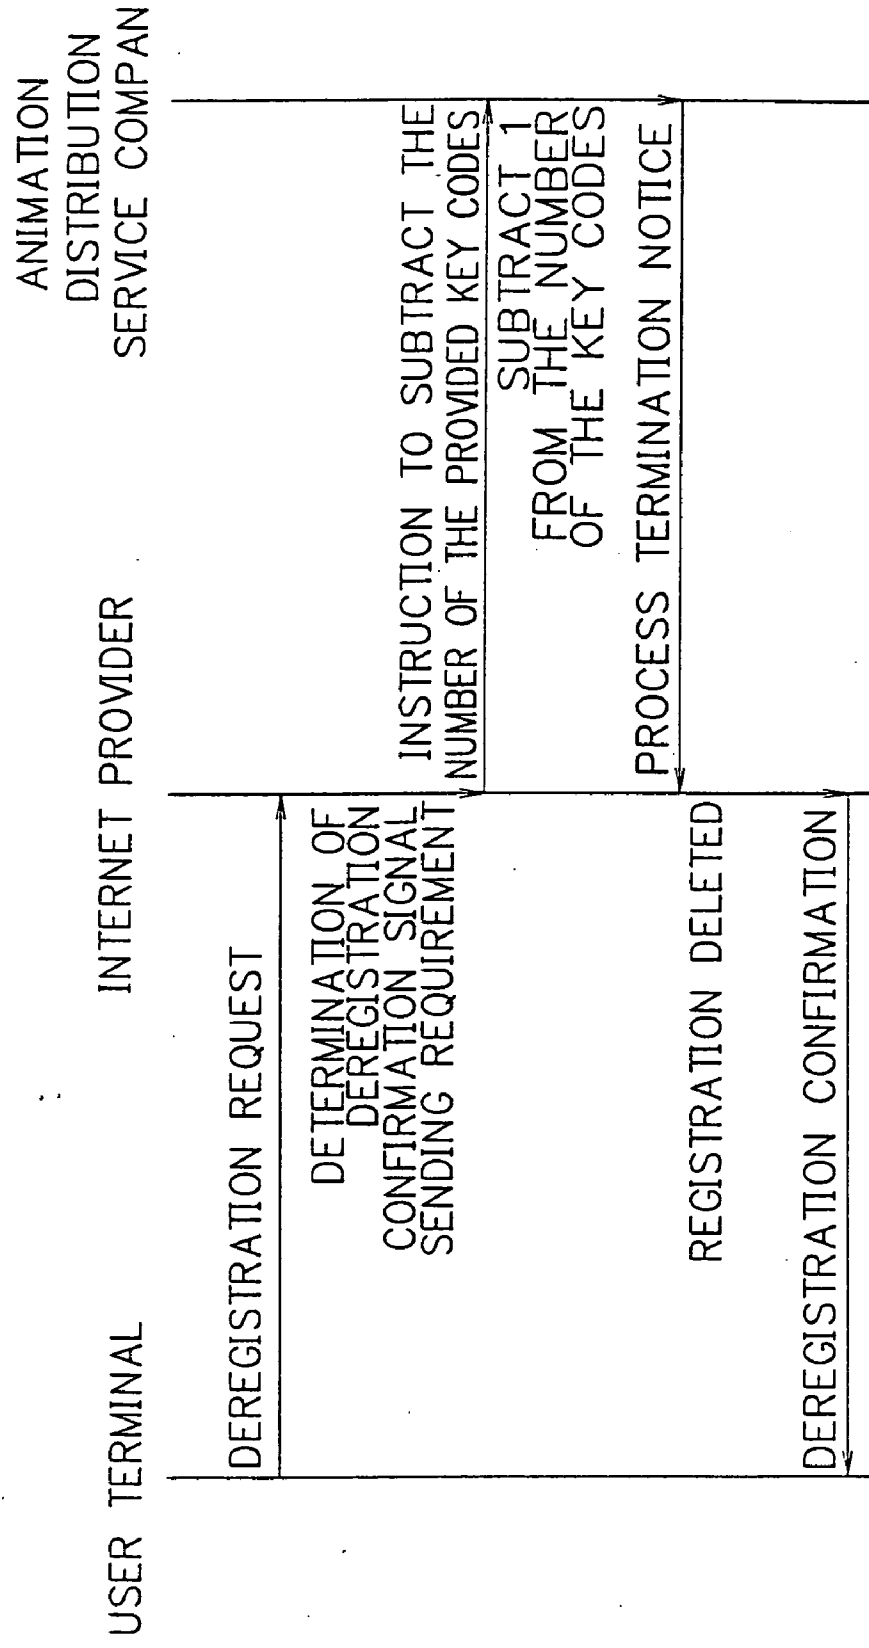 USER TERMINAL
INTERNET PROVIDER
ANIMATION
DISTRIBUTION
SERVICE COMPAN
DEREGISTRATION REQUEST
DETERMINATION OF
DEREGISTRATION
CONFIRMATION SIGNAL
SENDING REQUIREMENT
INSTRUCTION TO SUBTRACT THE
NUMBER OF THE PROVIDED KEY CODES
SUBTRACT 1
FROM THE NUMBER
OF THE KEY CODES
PROCESS TERMINATION NOTICE
REGISTRATION DELETED
DEREGISTRATION CONFIRMATION